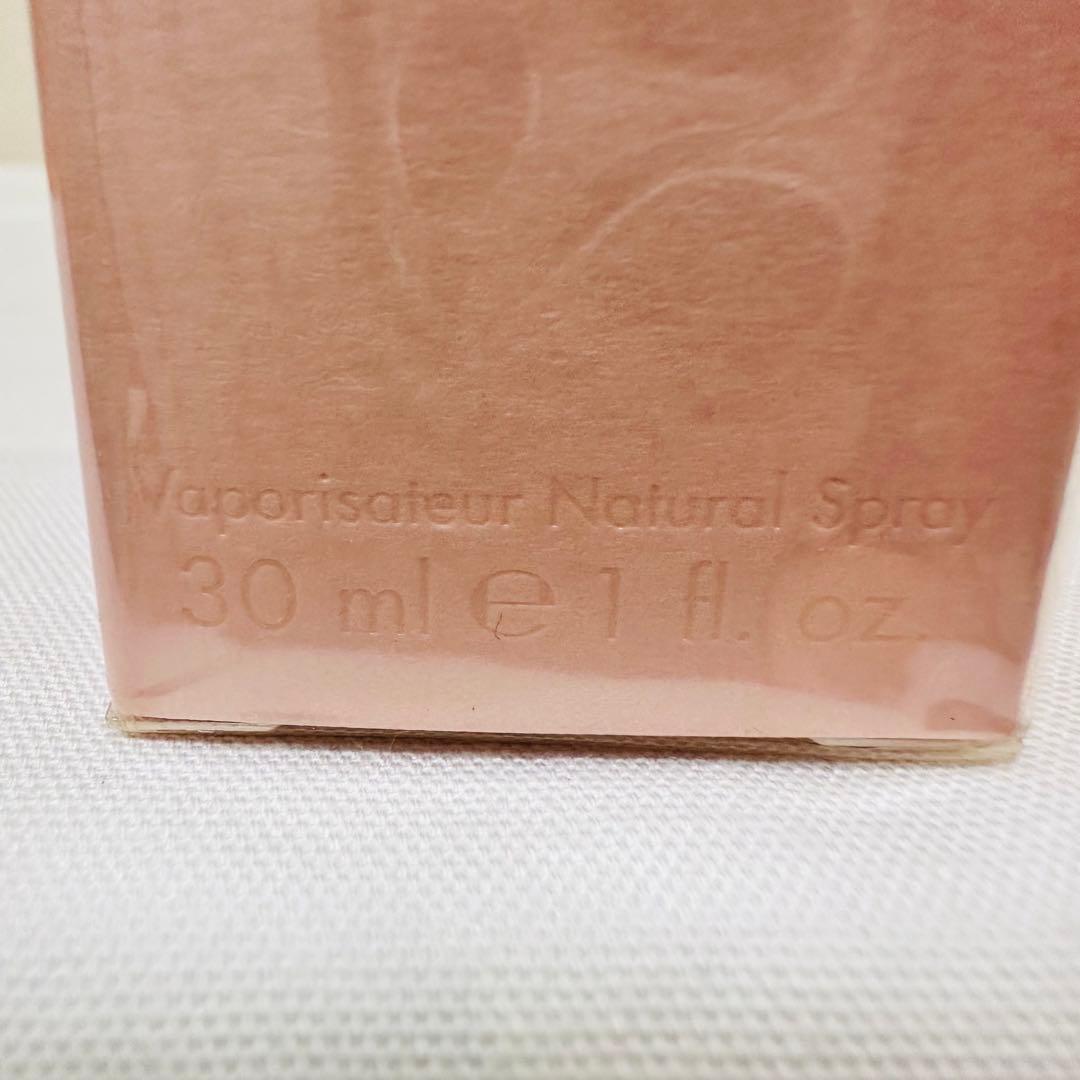 Vaporisateur Natural Spray
30 ml ℮ 1 fl. oz.